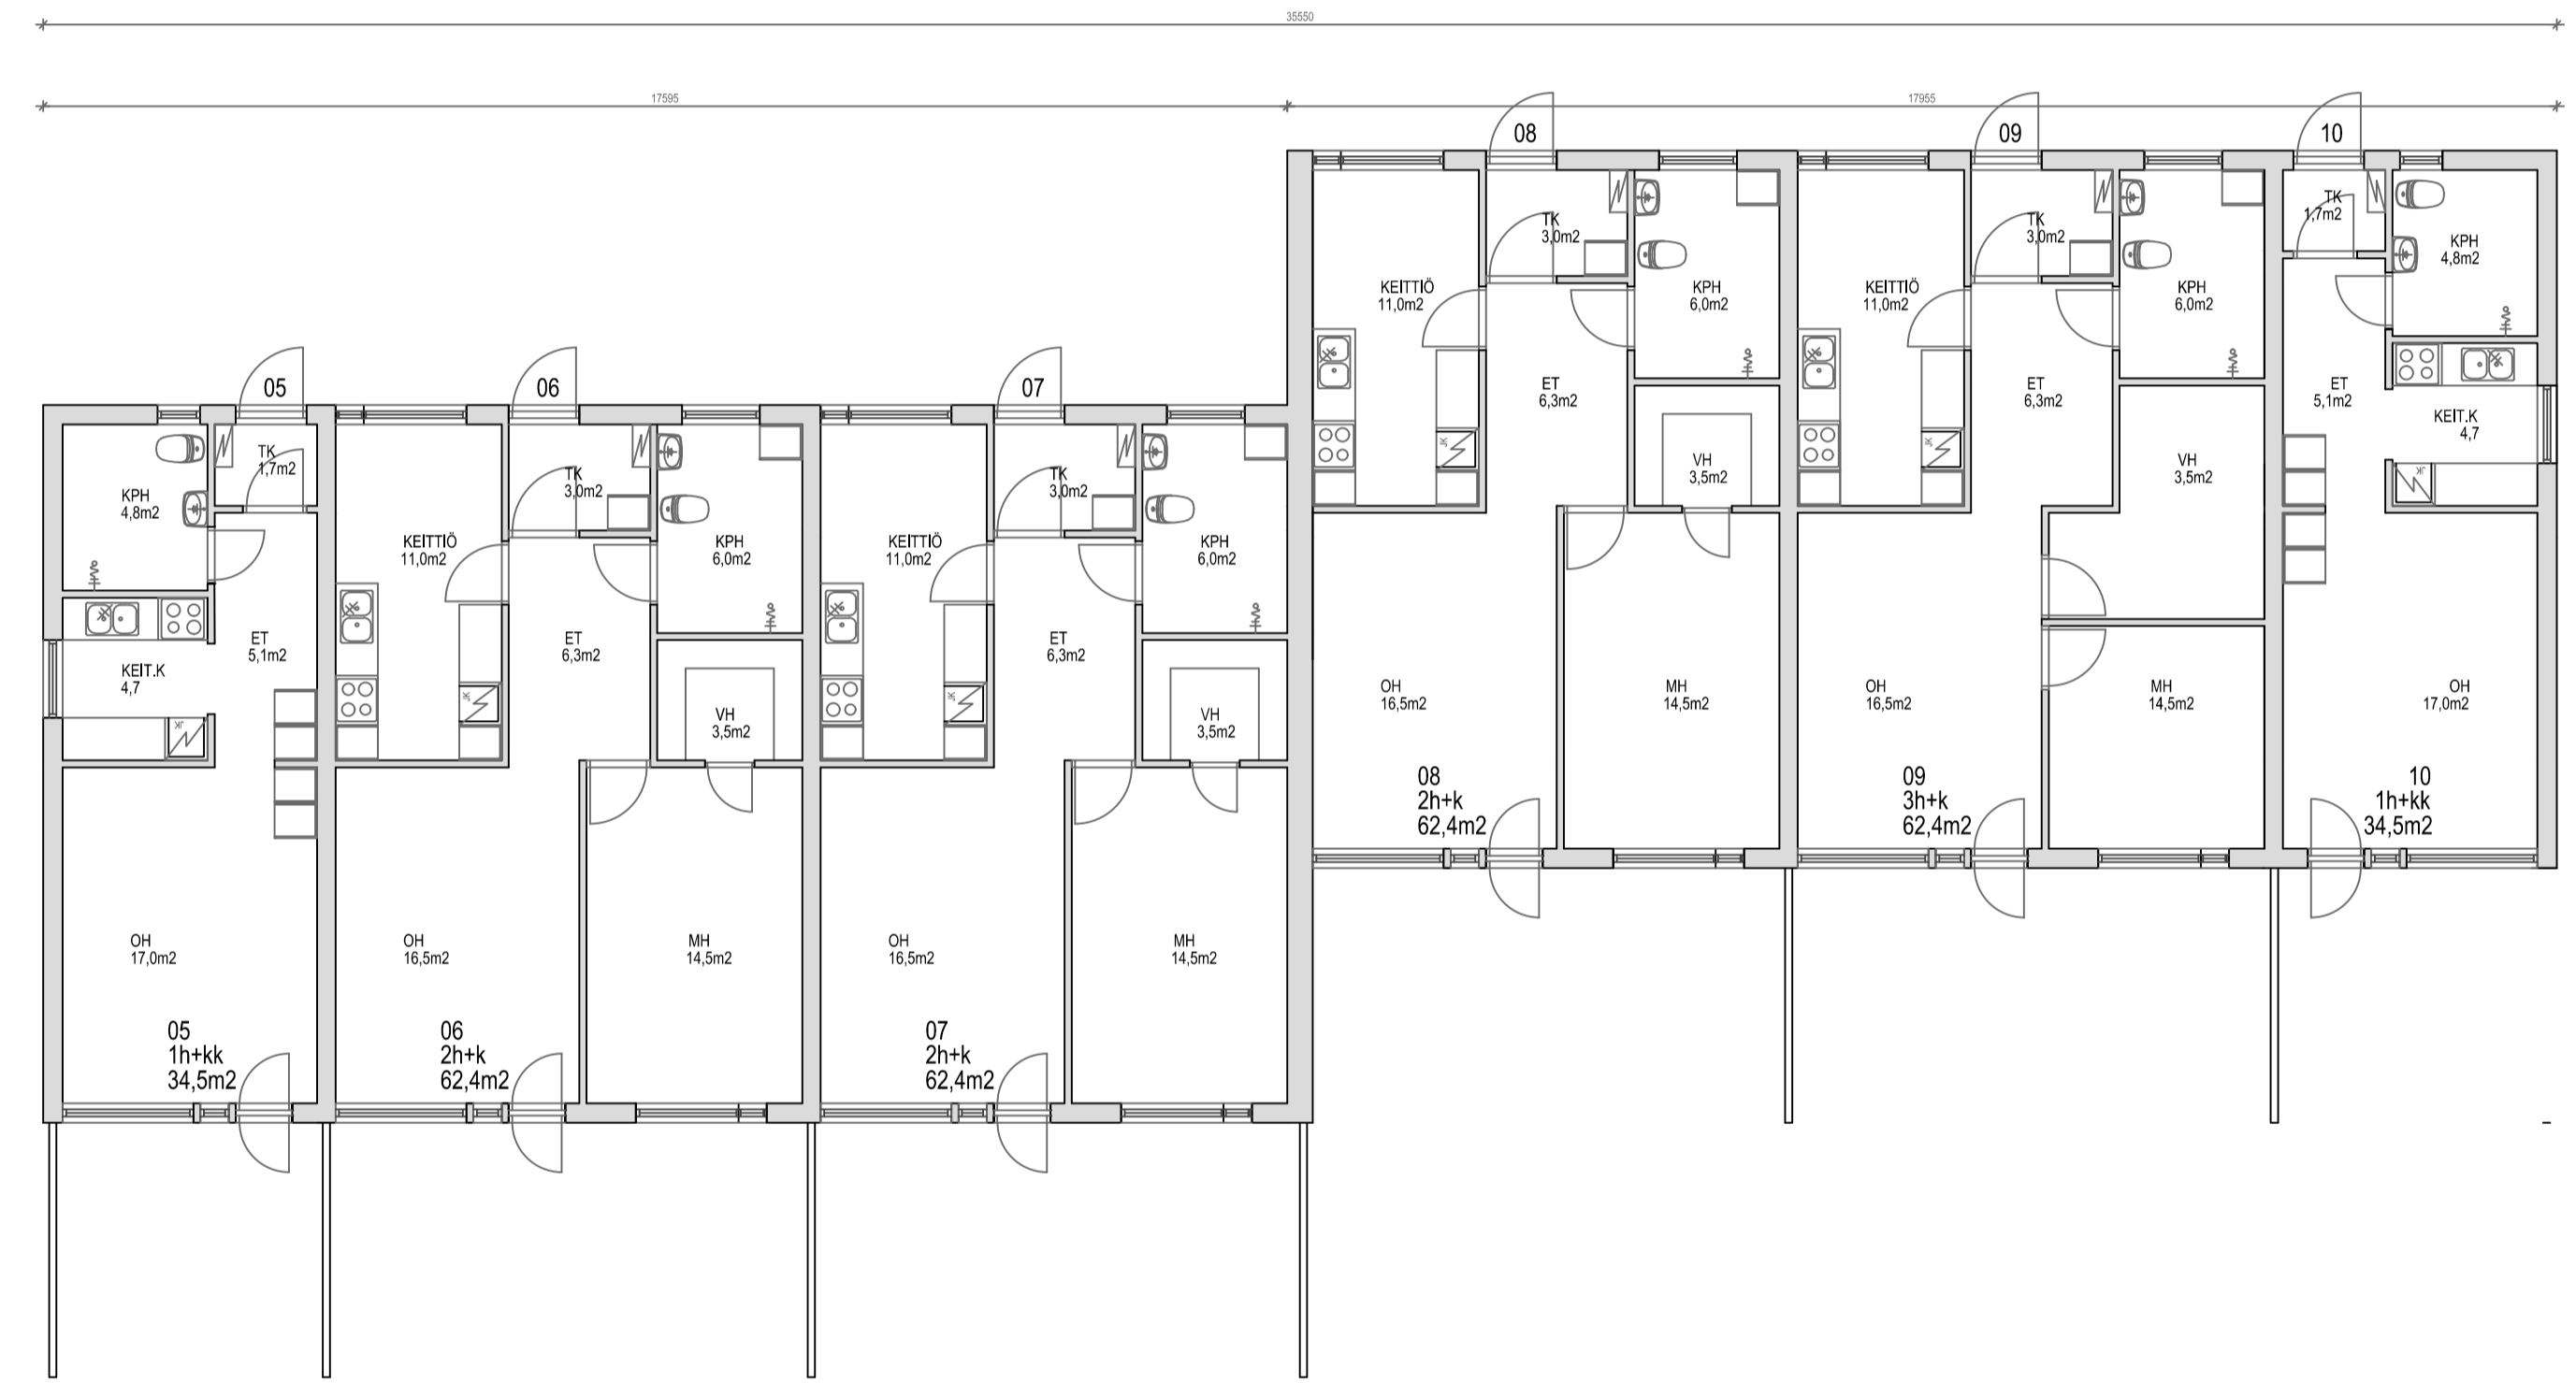 35550
17595
17955
08
09
10
TK
3,0m2
KEITTIÖ
11,0m2
KPH
6,0m2
ET
6,3m2
JK
VH
3,5m2
OH
16,5m2
MH
14,5m2
08
2h+k
62,4m2
TK
3,0m2
KEITTIÖ
11,0m2
KPH
6,0m2
ET
6,3m2
JK
VH
3,5m2
OH
16,5m2
MH
14,5m2
09
3h+k
62,4m2
TK
1,7m2
KPH
4,8m2
ET
5,1m2
KEIT.K
4,7
JK
OH
17,0m2
10
1h+kk
34,5m2
05
06
07
TK
1,7m2
KPH
4,8m2
ET
5,1m2
KEIT.K
4,7
JK
OH
17,0m2
05
1h+kk
34,5m2
TK
3,0m2
KEITTIÖ
11,0m2
KPH
6,0m2
ET
6,3m2
JK
VH
3,5m2
OH
16,5m2
MH
14,5m2
06
2h+k
62,4m2
TK
3,0m2
KEITTIÖ
11,0m2
KPH
6,0m2
ET
6,3m2
JK
VH
3,5m2
OH
16,5m2
MH
14,5m2
07
2h+k
62,4m2